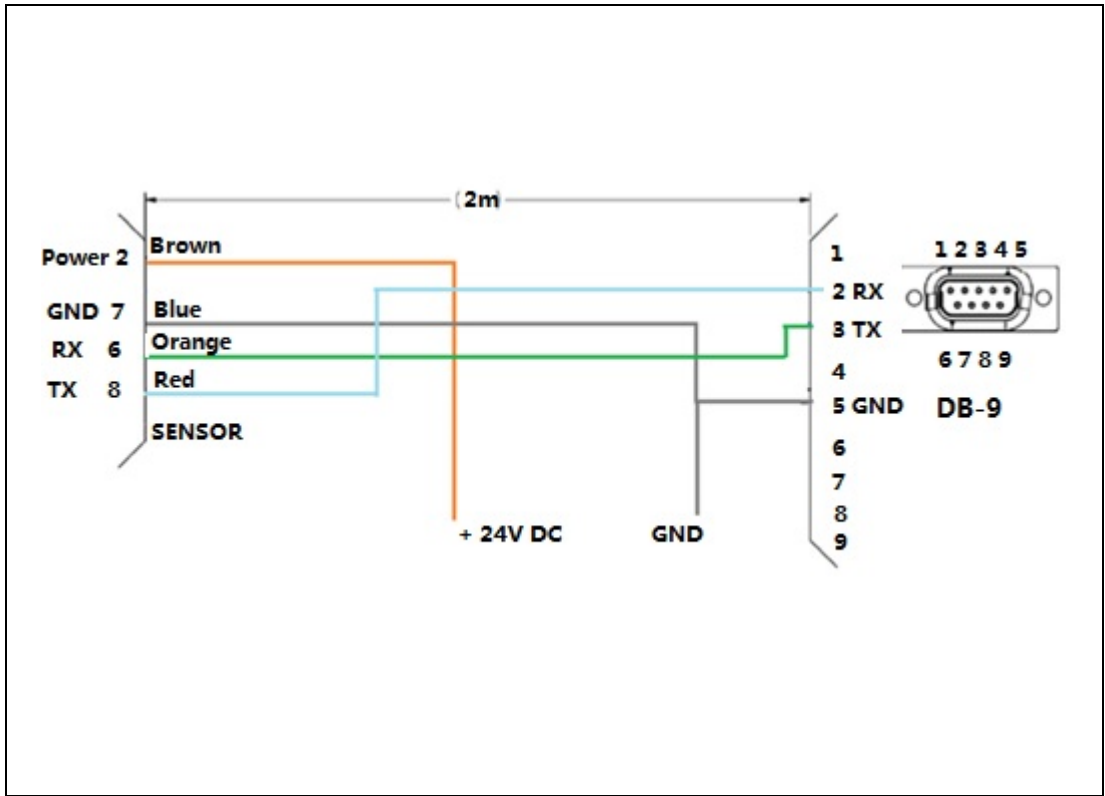 (2m)
Power 2 Brown
GND 7 Blue
RX 6 Orange
TX 8 Red
SENSOR
+ 24V DC
GND
1
2 RX
3 TX
4
5 GND
6
7
8
9
1 2 3 4 5
6 7 8 9
DB-9